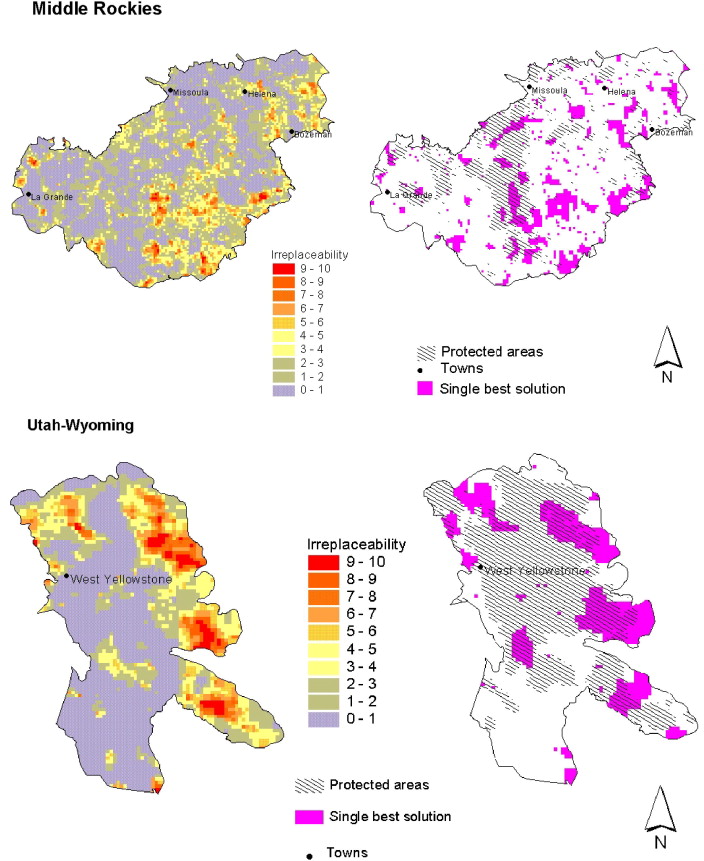 Middle Rockies
Missoula
Helena
Bozeman
La Grande
Irreplaceability
9 - 10
8 - 9
7 - 8
6 - 7
5 - 6
4 - 5
3 - 4
2 - 3
1 - 2
0 - 1
Missoula
Helena
Bozeman
La Grande
Protected areas
Towns
Single best solution
N
Utah-Wyoming
West Yellowstone
Irreplaceability
9 - 10
8 - 9
7 - 8
6 - 7
5 - 6
4 - 5
3 - 4
2 - 3
1 - 2
0 - 1
West Yellowstone
Protected areas
Single best solution
Towns
N